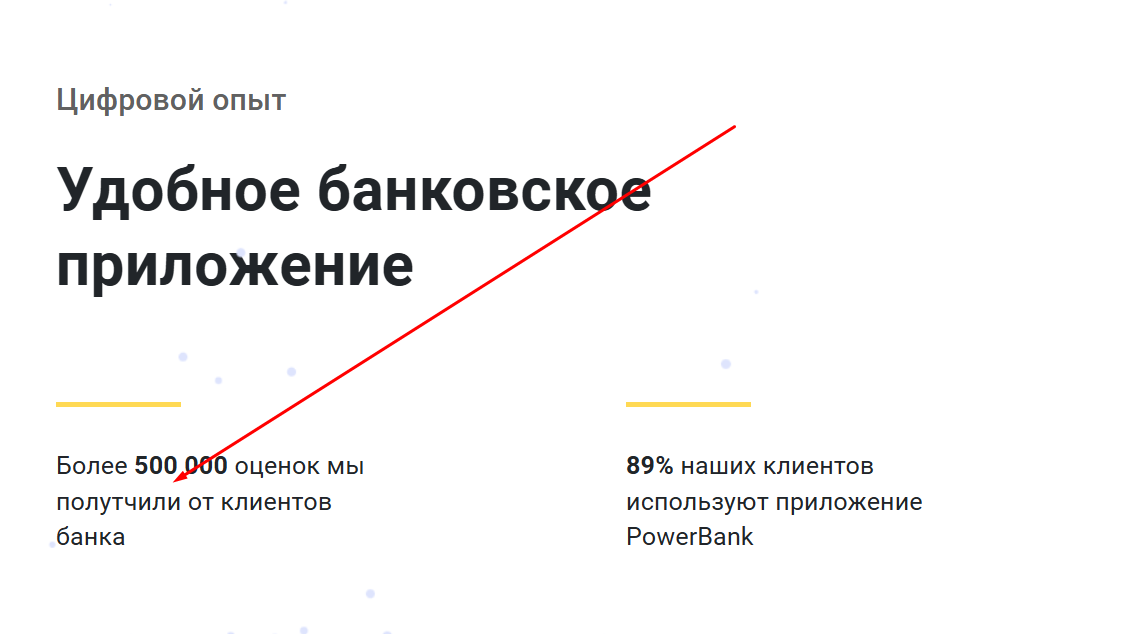 Цифровой опыт
Удобное банковское
приложение
Более 500 000 оценок мы
полутчили от клиентов
банка
89% наших клиентов
используют приложение
PowerBank